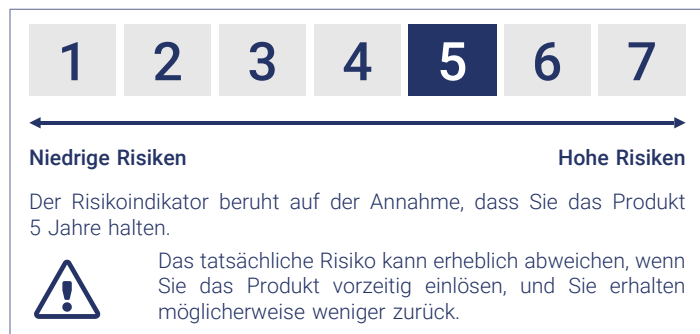 1 2 3 4 5 6 7
Niedrige Risiken Hohe Risiken
Der Risikoindikator beruht auf der Annahme, dass Sie das Produkt
5 Jahre halten.
Das tatsächliche Risiko kann erheblich abweichen, wenn
Sie das Produkt vorzeitig einlösen, und Sie erhalten
möglicherweise weniger zurück.